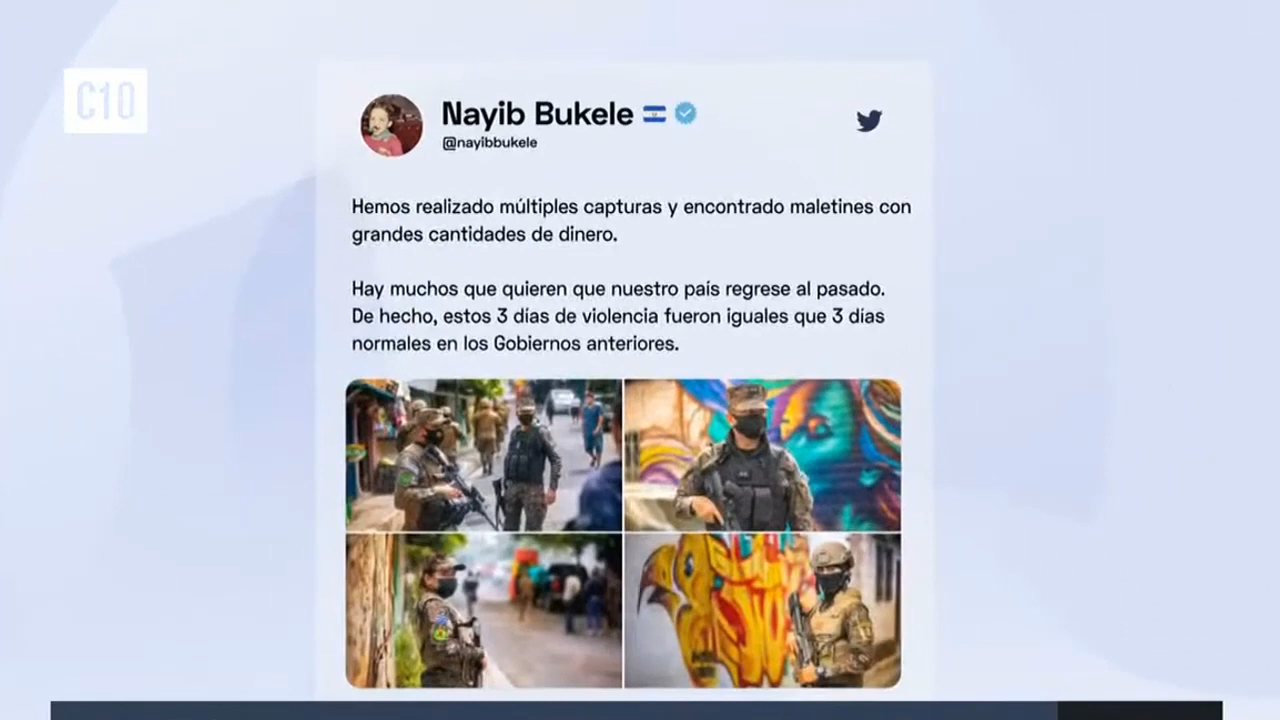 C10
Nayib Bukele
@nayibbukele
Hemos realizado múltiples capturas y encontrado maletines con
grandes cantidades de dinero.
Hay muchos que quieren que nuestro país regrese al pasado.
De hecho, estos 3 días de violencia fueron iguales que 3 días
normales en los Gobiernos anteriores.